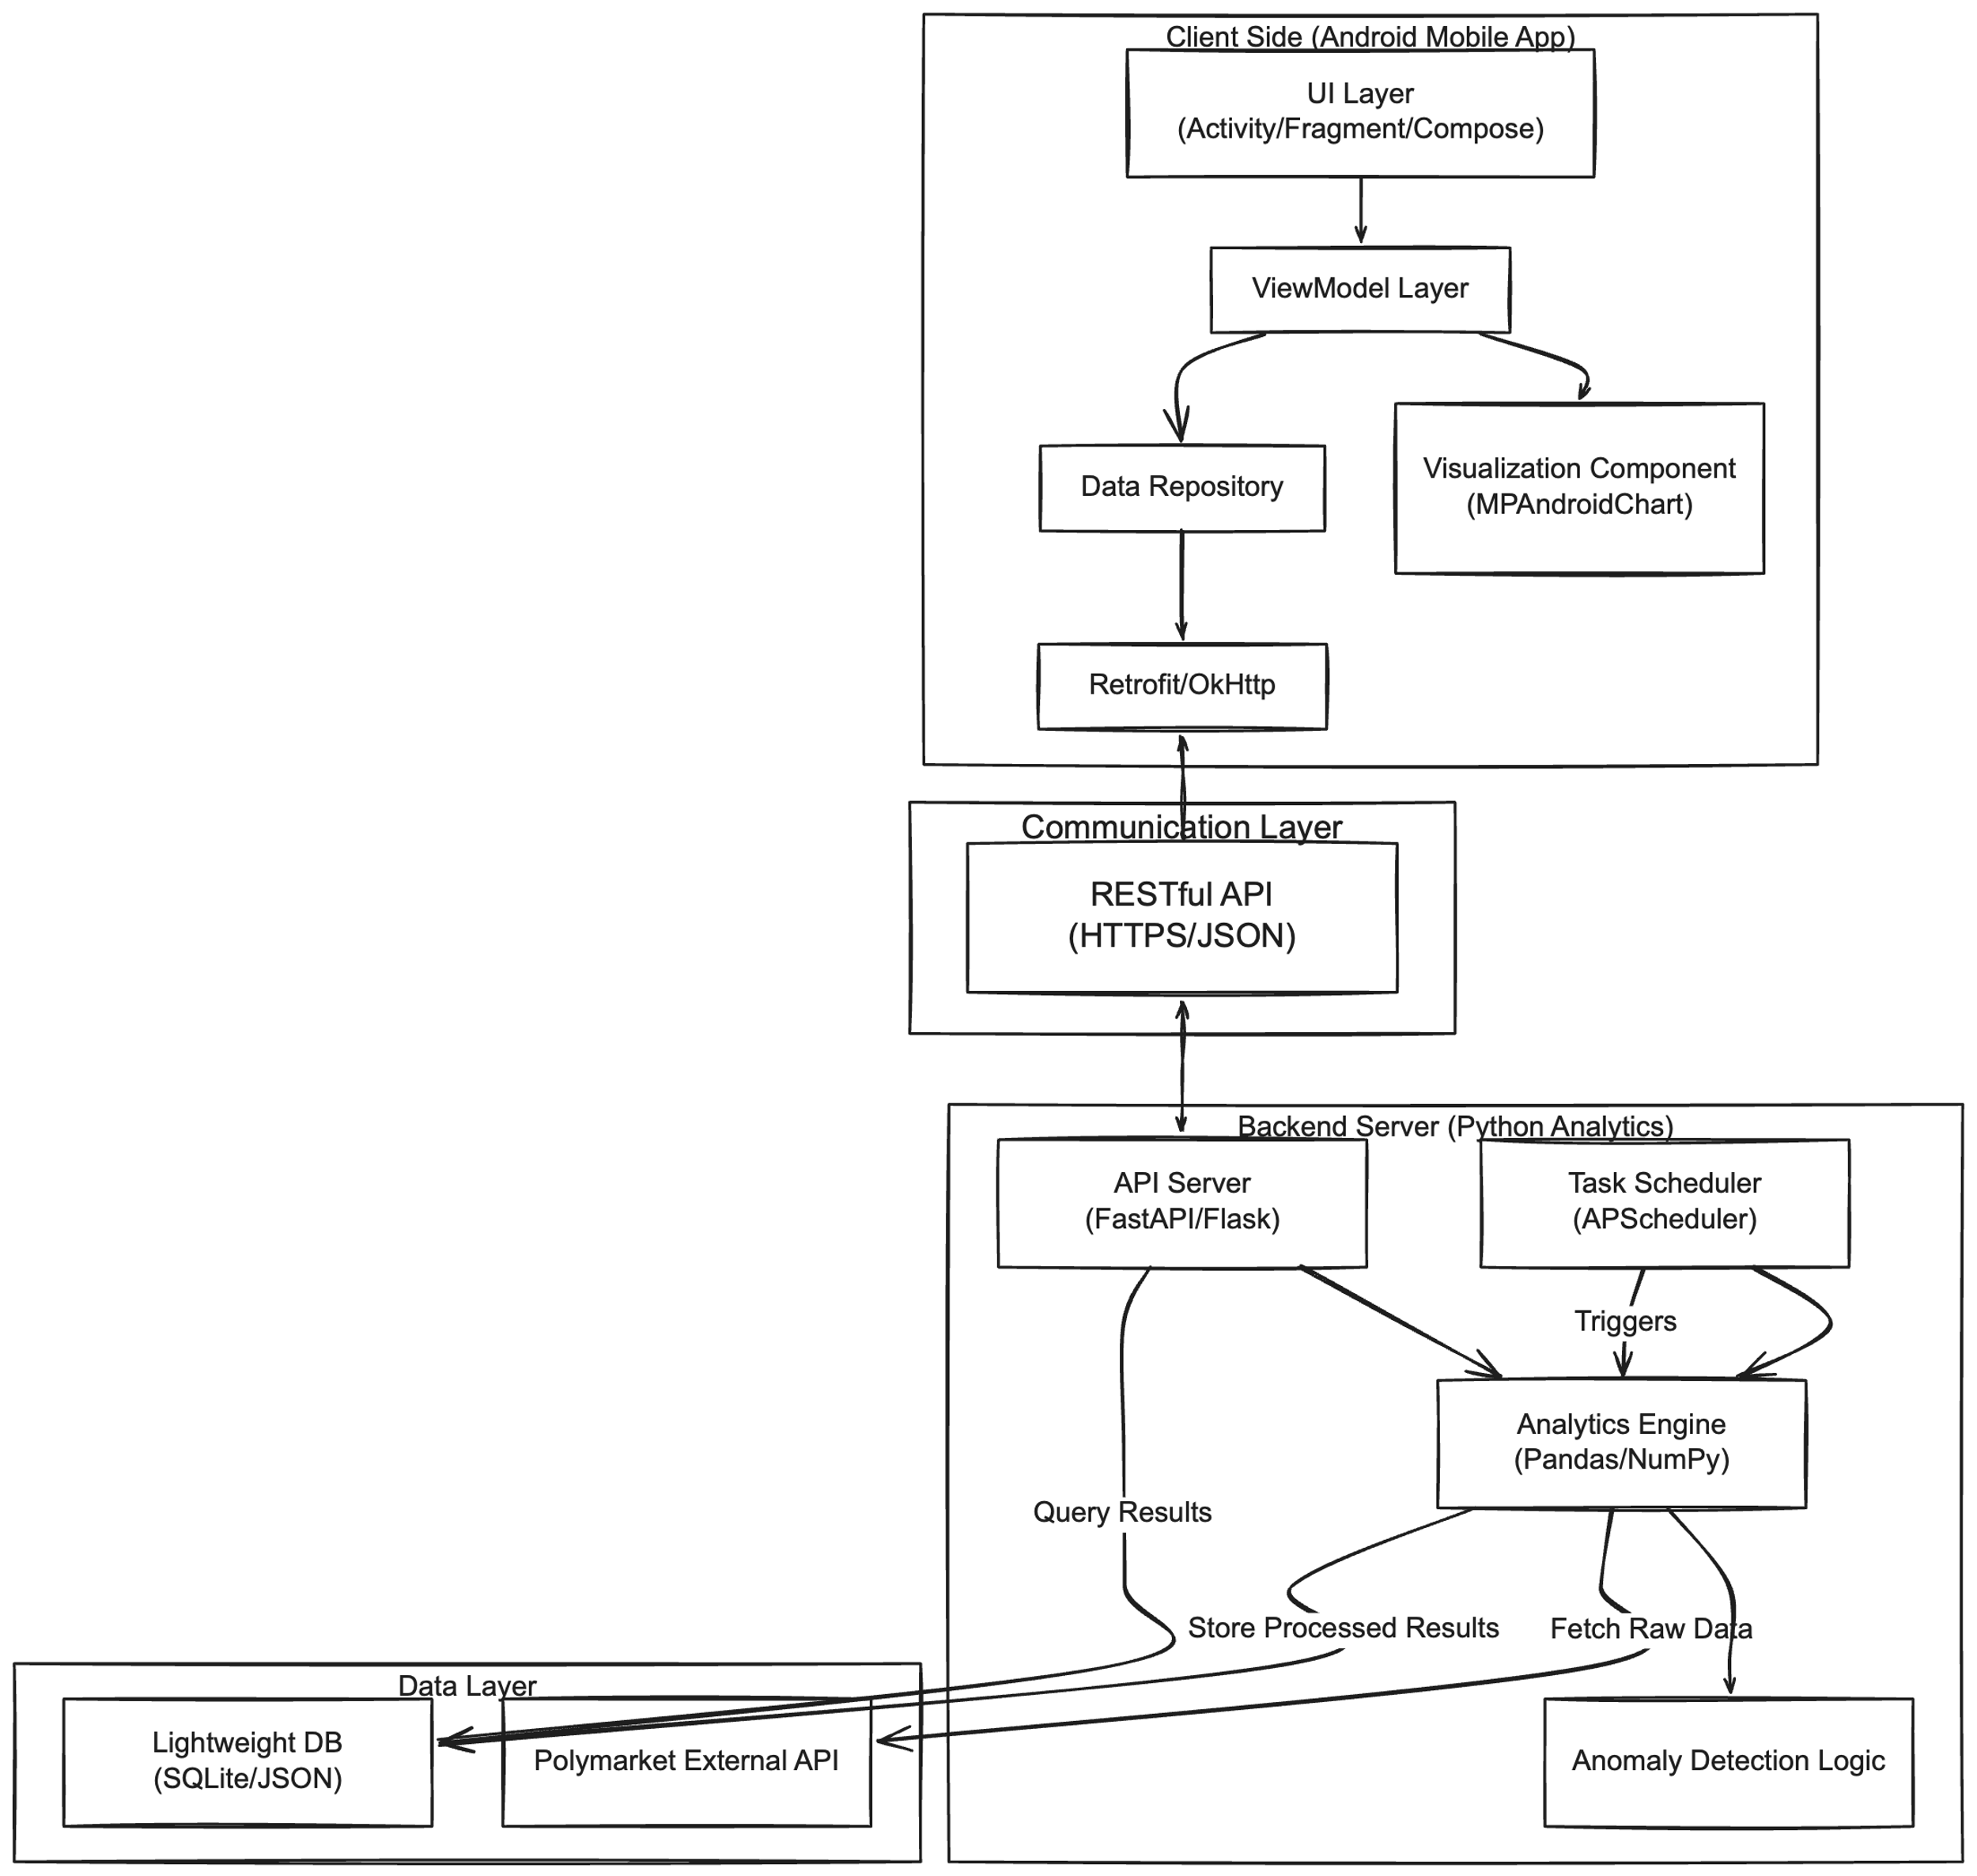 Client Side (Android Mobile App)
UI Layer
(Activity/Fragment/Compose)
ViewModel Layer
Data Repository
Visualization Component
(MPAndroidChart)
Retrofit/OkHttp
Communication Layer
RESTful API
(HTTPS/JSON)
Backend Server (Python Analytics)
API Server
(FastAPI/Flask)
Task Scheduler
(APScheduler)
Triggers
Analytics Engine
(Pandas/NumPy)
Query Results
Store Processed Results
Fetch Raw Data
Data Layer
Lightweight DB
(SQLite/JSON)
Polymarket External API
Anomaly Detection Logic